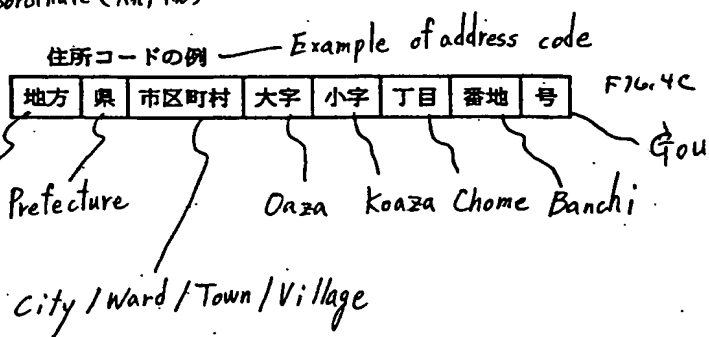 住所コードの例 Example of address code
地方 県 市区町村 大字 小字 丁目 番地 号 FIG.4C
Gou
Prefecture Oaza Koaza Chome Banchi
City/Ward/Town/Village